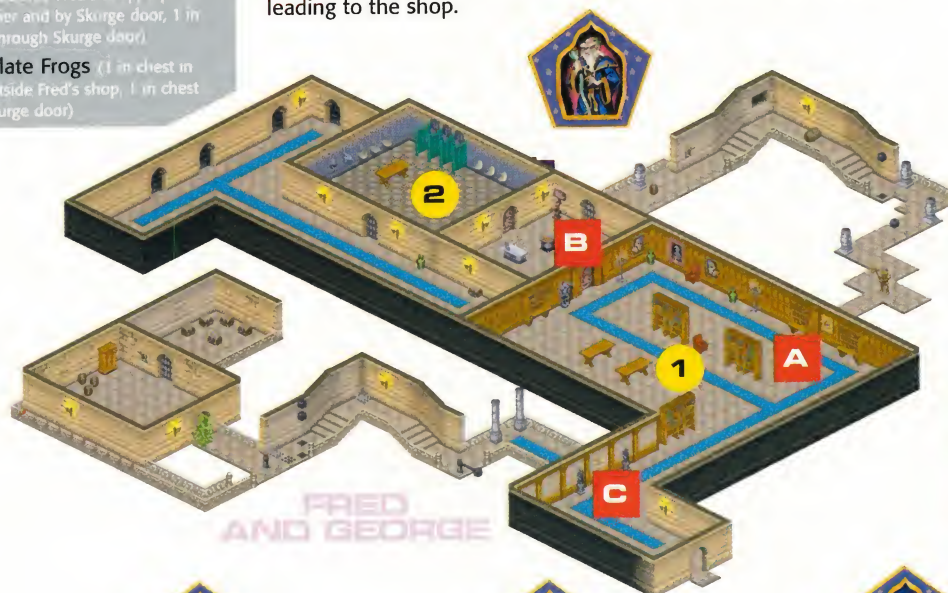 er and by Skurge door, 1 in
hrough Skurge door)
late Frogs (1 in chest in
tside Fred's shop, 1 in chest
urge door)
leading to the shop.
2
B
1
A
C
FRED
AND GEORGE